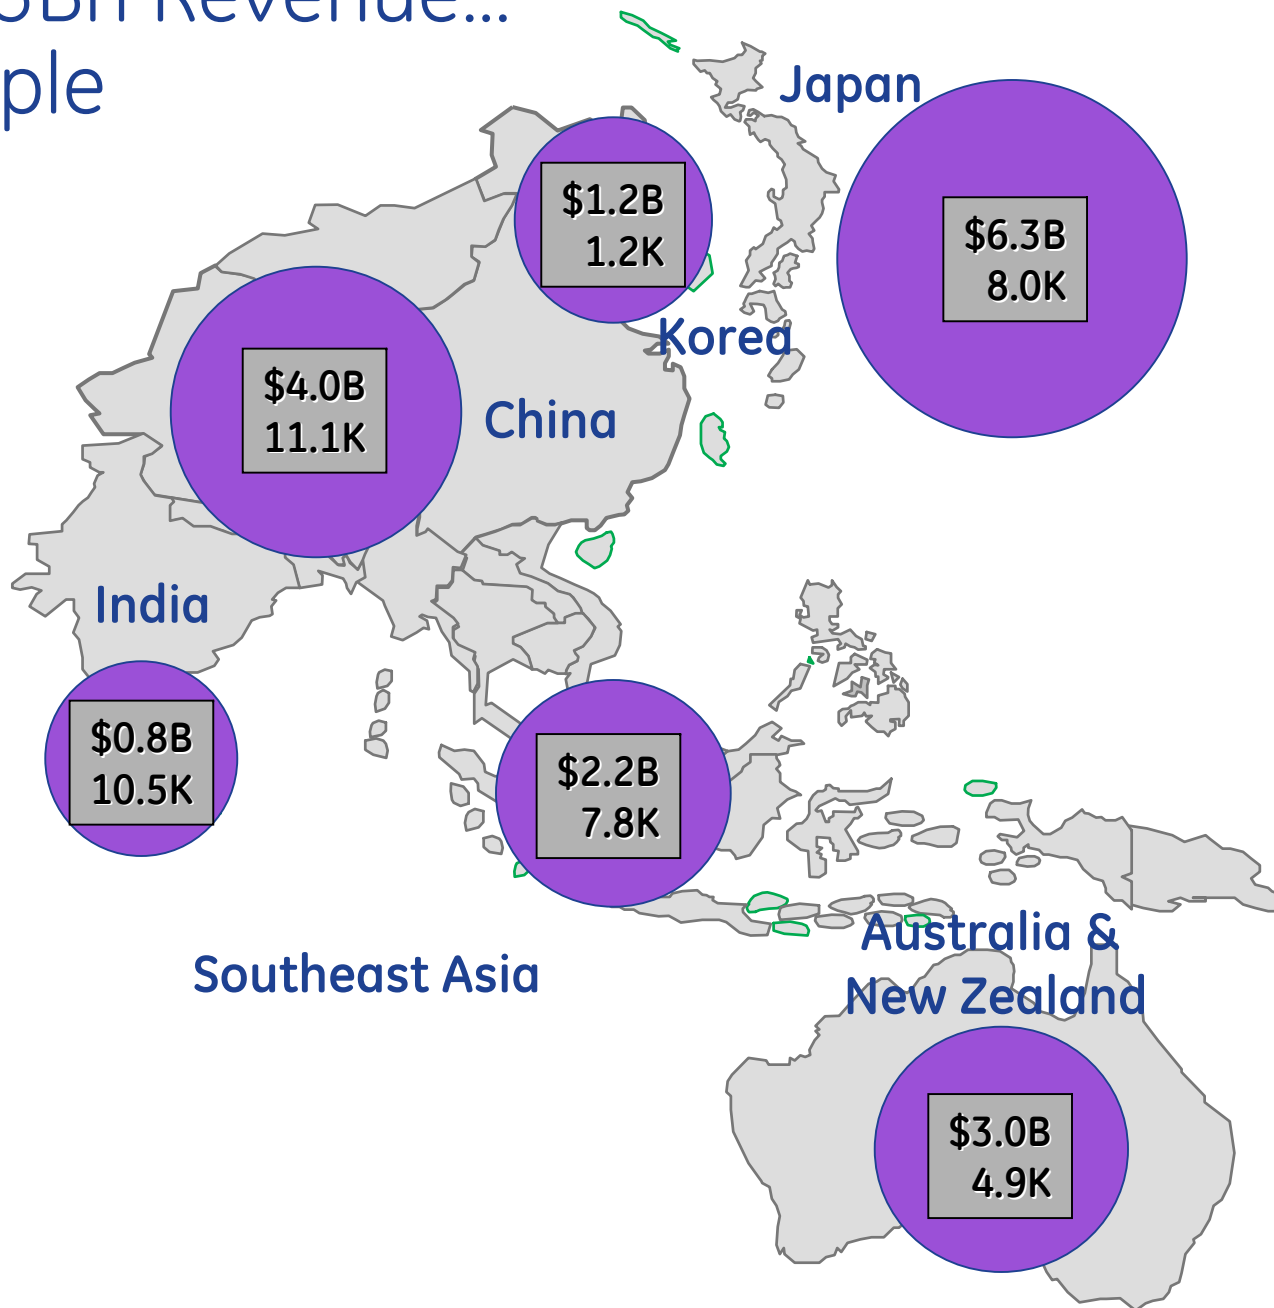 Revenue...
Japan
$1.2B
1.2K
$6.3B
8.0K
Korea
$4.0B
11.1K
China
India
$0.8B
10.5K
$2.2B
7.8K
Southeast Asia
Australia &
New Zealand
$3.0B
4.9K